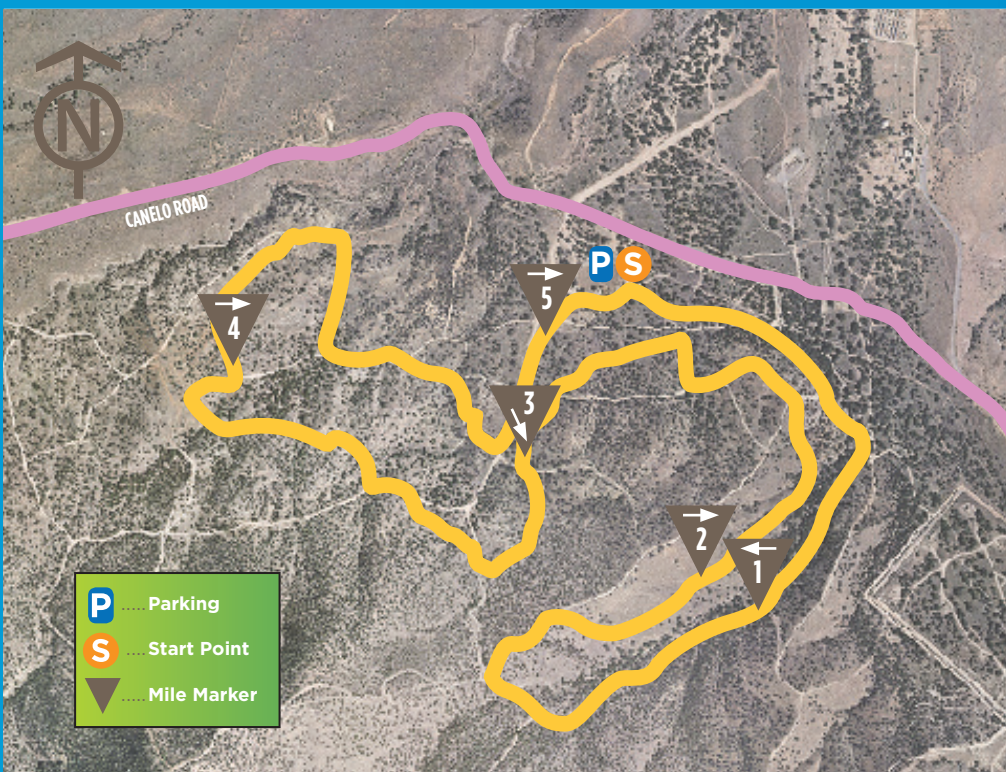 N
CANELO ROAD
P S
5
4
3
2
1
P ..... Parking
S .... Start Point
..... Mile Marker